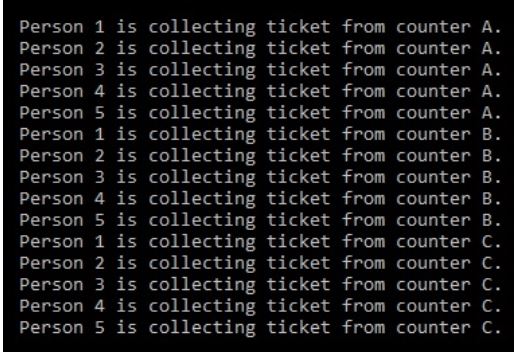 Person 1 is collecting ticket from counter A.
Person 2 is collecting ticket from counter A.
Person 3 is collecting ticket from counter A.
Person 4 is collecting ticket from counter A.
Person 5 is collecting ticket from counter A.
Person 1 is collecting ticket from counter B.
Person 2 is collecting ticket from counter B.
Person 3 is collecting ticket from counter B.
Person 4 is collecting ticket from counter B.
Person 5 is collecting ticket from counter B.
Person 1 is collecting ticket from counter C.
Person 2 is collecting ticket from counter C.
Person 3 is collecting ticket from counter C.
Person 4 is collecting ticket from counter C.
Person 5 is collecting ticket from counter C.